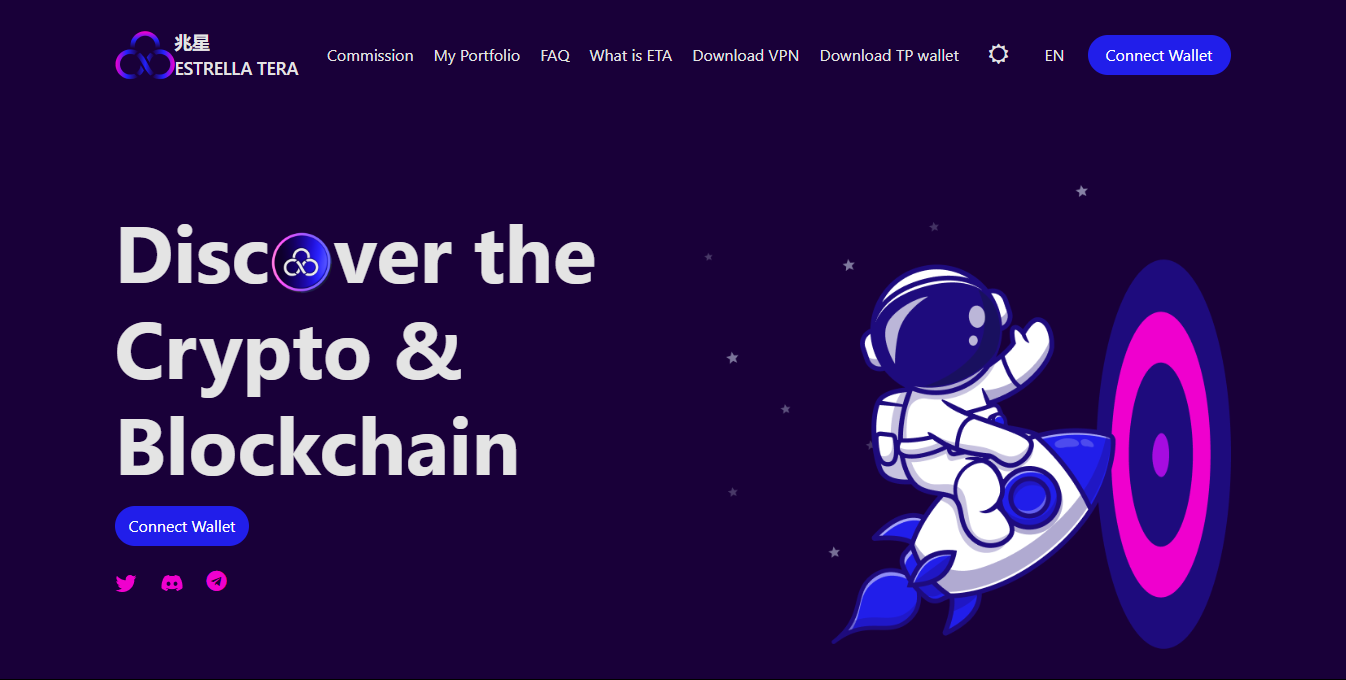 兆星
ESTRELLA TERA
Commission My Portfolio FAQ What is ETA Download VPN Download TP wallet EN Connect Wallet
Discover the
Crypto &
Blockchain
Connect Wallet